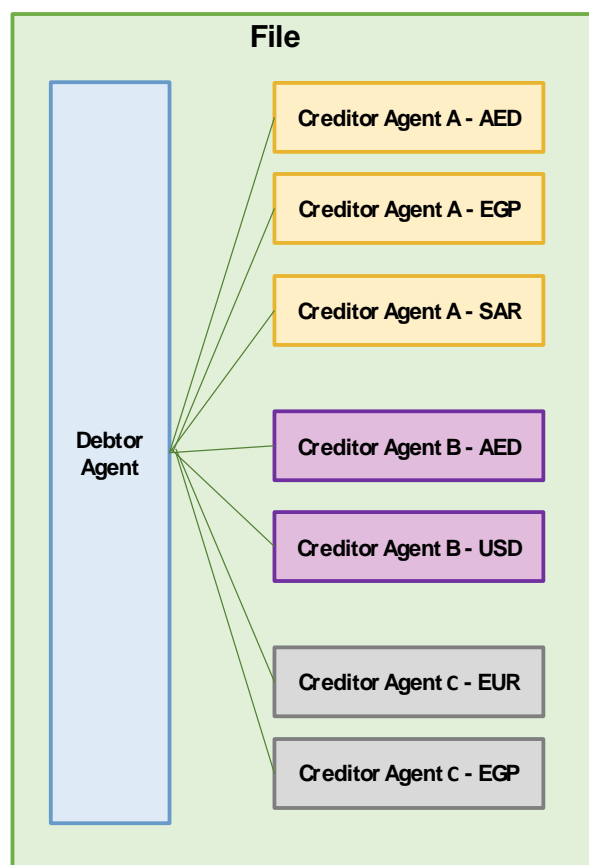 File
Creditor Agent A - AED
Creditor Agent A - EGP
Creditor Agent A - SAR
Debtor
Agent
Creditor Agent B - AED
Creditor Agent B - USD
Creditor Agent C - EUR
Creditor Agent C - EGP